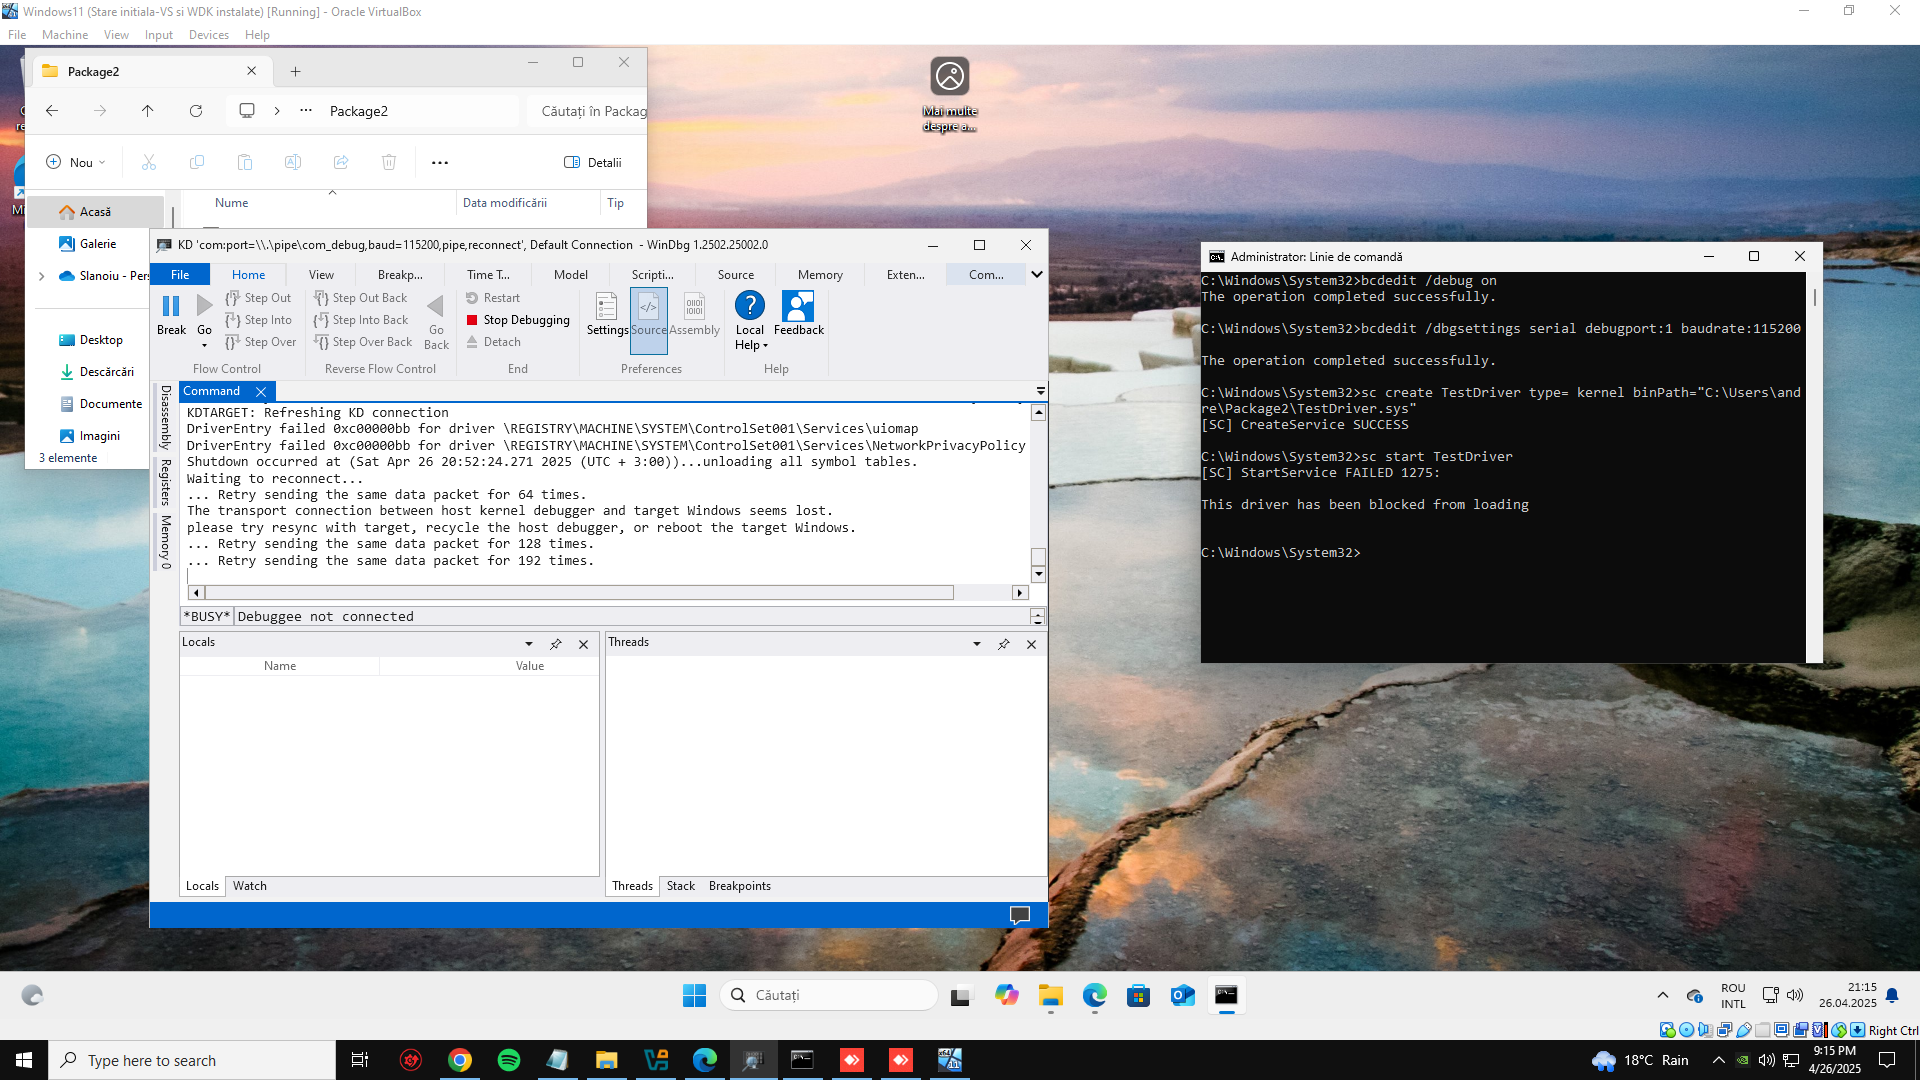 Windows11 (Stare initiala-VS si WDK instalate) [Running] - Oracle VirtualBox
File Machine View Input Devices Help
Package2
Package2
Căutați în Packag
Nou
Detalii
Nume Data modificării Tip
Acasă
Galerie
Slanoiu - Pers
Desktop
Descărcări
Documente
Imagini
3 elemente
Mai multe
despre a...
KD 'com:port=\\.\pipe\com_debug,baud=115200,pipe,reconnect', Default Connection - WinDbg 1.2502.25002.0
File Home View Breakp... Time T... Model Scripti... Source Memory Exten... Com...
Break
Go
Step Out
Step Into
Step Over
Flow Control
Step Out Back
Step Into Back
Step Over Back
Go
Back
Reverse Flow Control
Restart
Stop Debugging
Detach
End
Settings
Source
Assembly
Preferences
Local
Help
Feedback
Help
Disassembly
Registers
Memory 0
Command
KDTARGET: Refreshing KD connection
DriverEntry failed 0xc00000bb for driver \REGISTRY\MACHINE\SYSTEM\ControlSet001\Services\uiomap
DriverEntry failed 0xc00000bb for driver \REGISTRY\MACHINE\SYSTEM\ControlSet001\Services\NetworkPrivacyPolicy
Shutdown occurred at (Sat Apr 26 20:52:24.271 2025 (UTC + 3:00))...unloading all symbol tables.
Waiting to reconnect...
... Retry sending the same data packet for 64 times.
The transport connection between host kernel debugger and target Windows seems lost.
please try resync with target, recycle the host debugger, or reboot the target Windows.
... Retry sending the same data packet for 128 times.
... Retry sending the same data packet for 192 times.
*BUSY* Debuggee not connected
Locals
Name Value
Locals Watch
Threads
Threads Stack Breakpoints
Administrator: Linie de comandă
C:\Windows\System32>bcdedit /debug on
The operation completed successfully.
C:\Windows\System32>bcdedit /dbgsettings serial debugport:1 baudrate:115200
The operation completed successfully.
C:\Windows\System32>sc create TestDriver type= kernel binPath="C:\Users\and
re\Package2\TestDriver.sys"
[SC] CreateService SUCCESS
C:\Windows\System32>sc start TestDriver
[SC] StartService FAILED 1275:
This driver has been blocked from loading
C:\Windows\System32>
Căutați
ROU
INTL
21:15
26.04.2025
Right Ctrl
Type here to search
18°C Rain
9:15 PM
4/26/2025